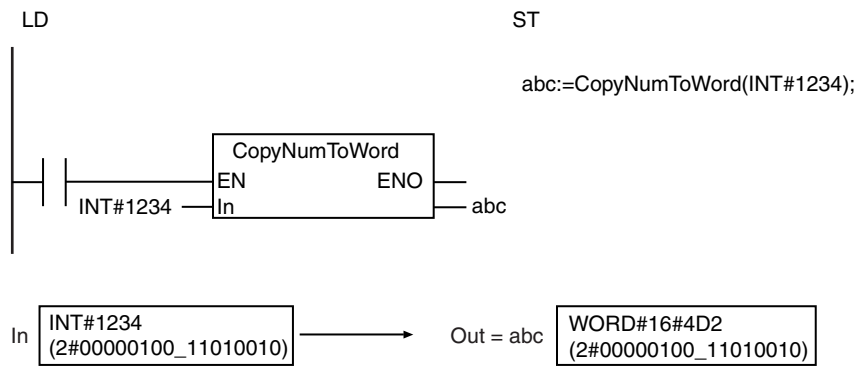 LD
ST
abc:=CopyNumToWord(INT#1234);
CopyNumToWord
EN ENO
INT#1234 In abc
In INT#1234
(2#00000100_11010010)
Out = abc WORD#16#4D2
(2#00000100_11010010)